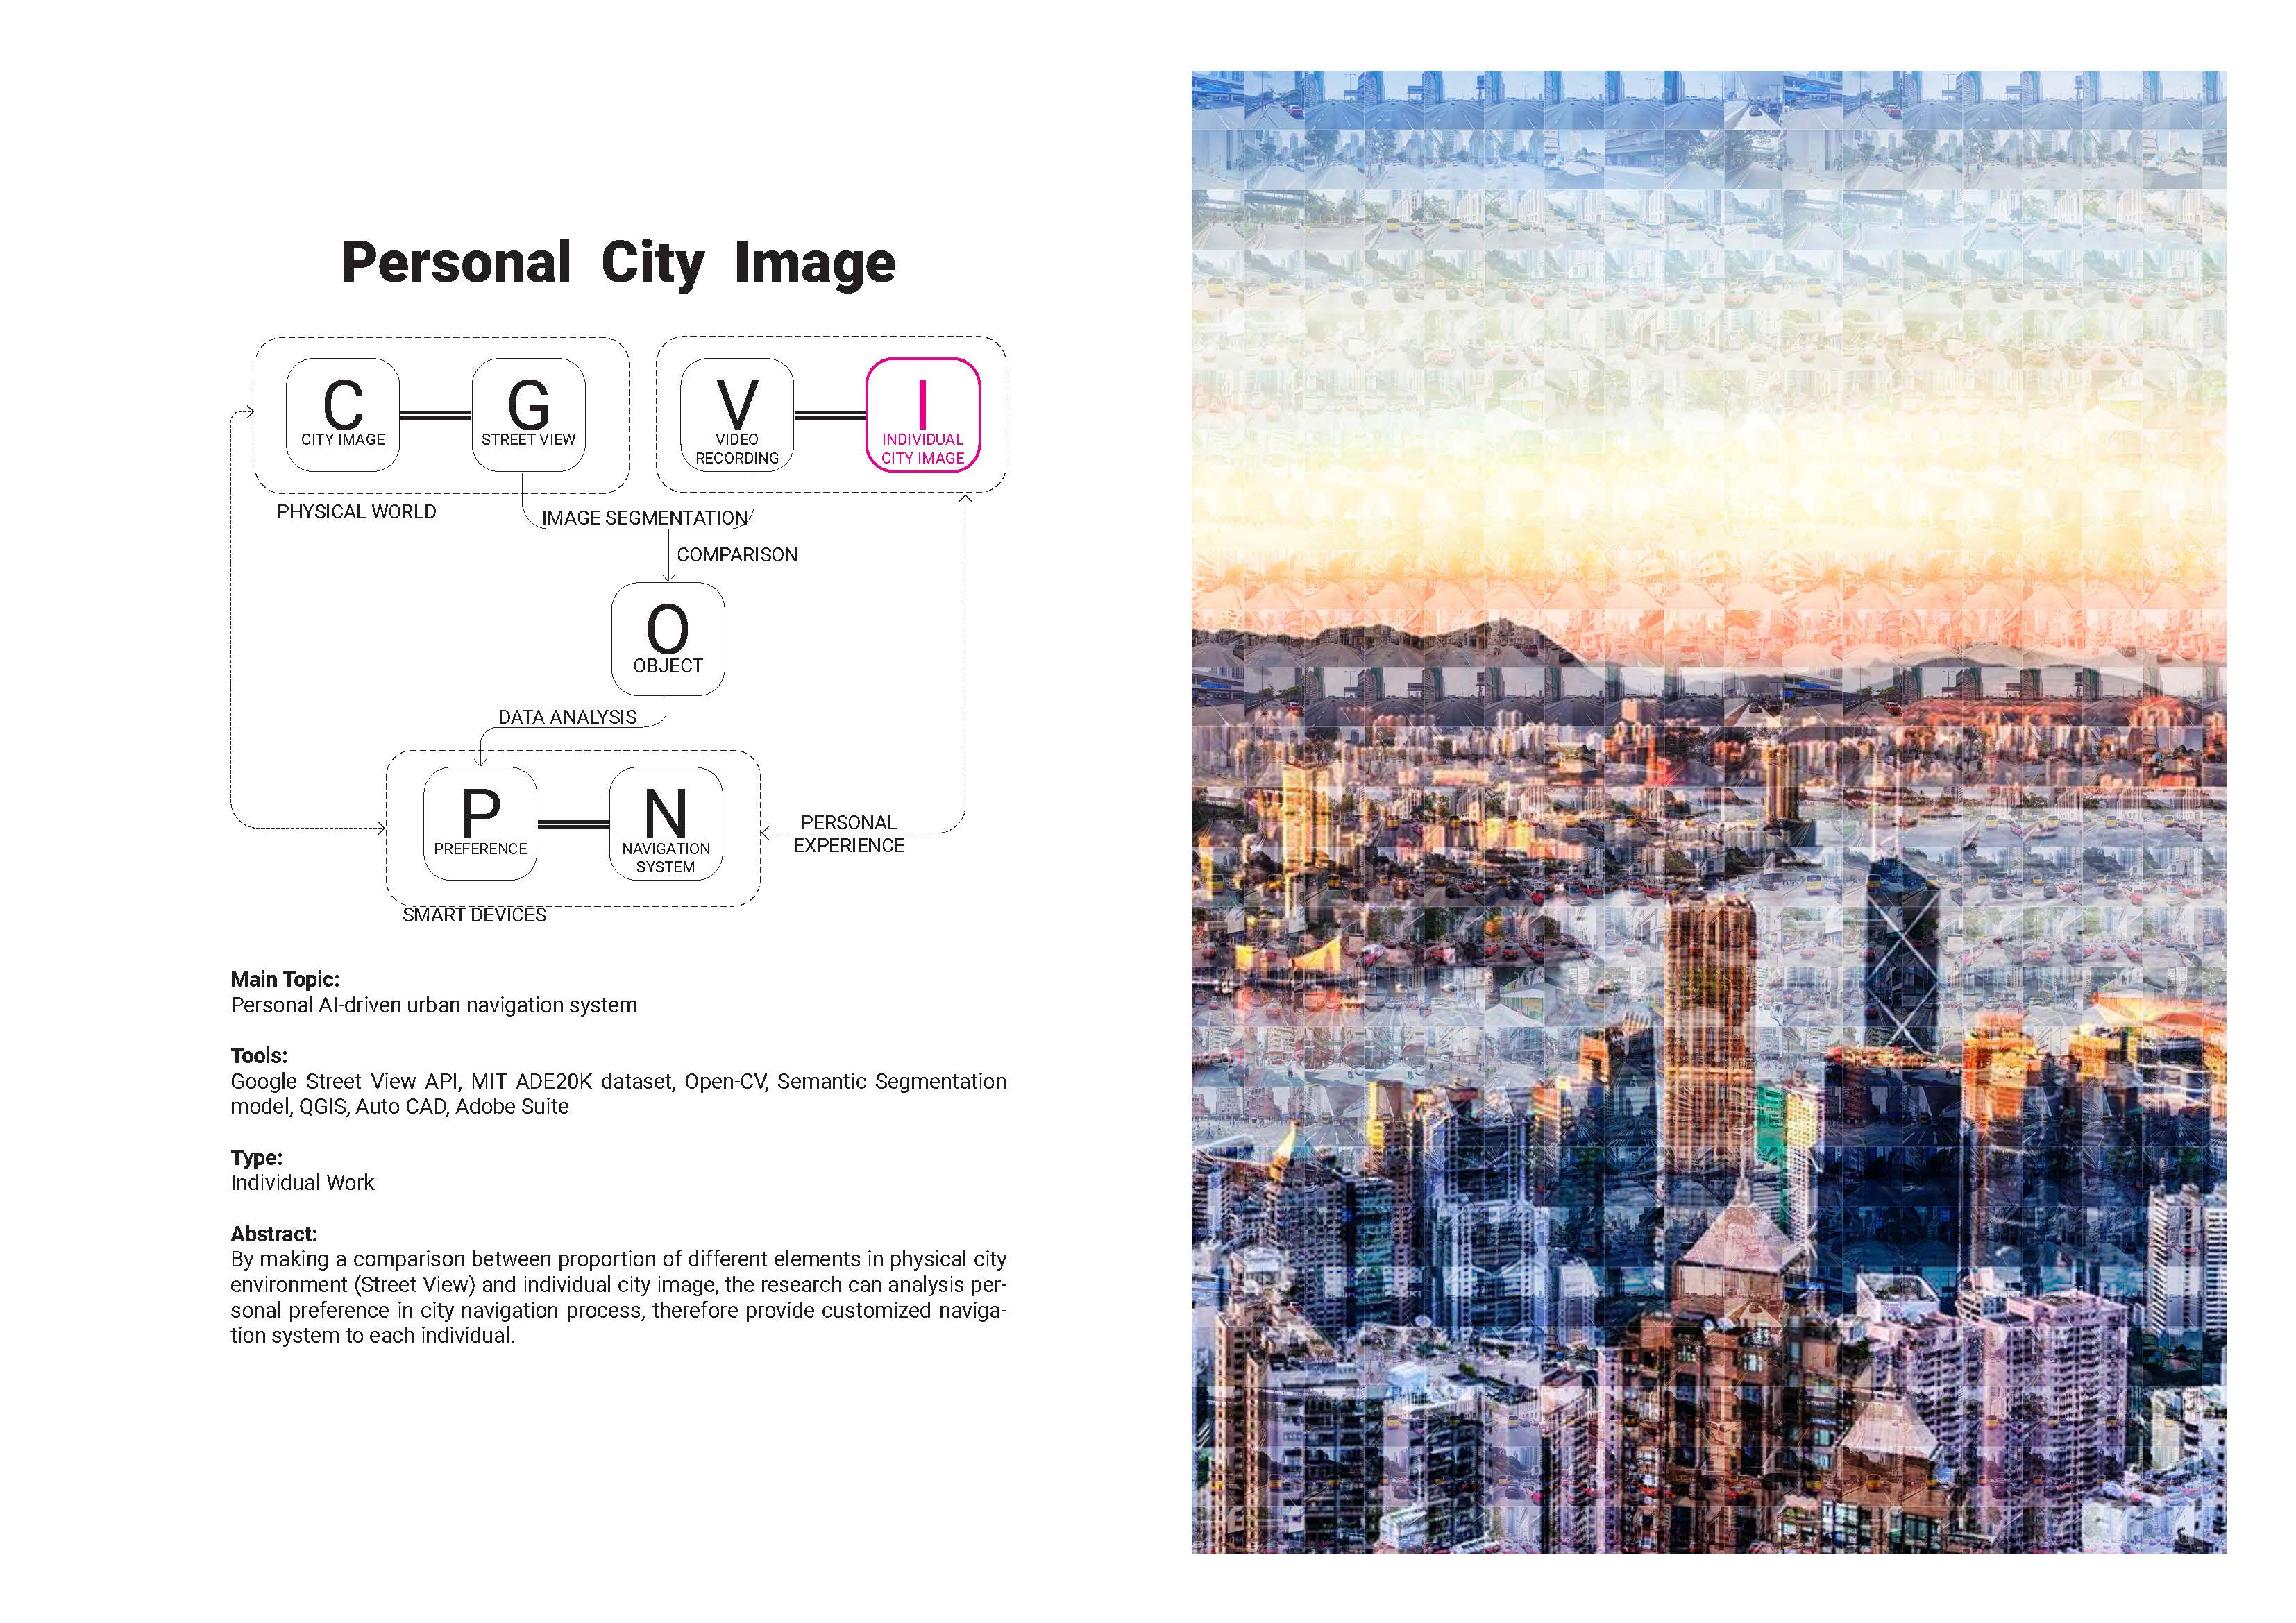 Personal City Image
C
CITY IMAGE
G
STREET VIEW
V
VIDEO
RECORDING
I
INDIVIDUAL
CITY IMAGE
PHYSICAL WORLD
IMAGE SEGMENTATION
COMPARISON
O
OBJECT
DATA ANALYSIS
P
PREFERENCE
N
NAVIGATION
SYSTEM
PERSONAL
EXPERIENCE
SMART DEVICES
Main Topic:
Personal AI-driven urban navigation system
Tools:
Google Street View API, MIT ADE20K dataset, Open-CV, Semantic Segmentation
model, QGIS, Auto CAD, Adobe Suite
Type:
Individual Work
Abstract:
By making a comparison between proportion of different elements in physical city
environment (Street View) and individual city image, the research can analysis per-
sonal preference in city navigation process, therefore provide customized naviga-
tion system to each individual.